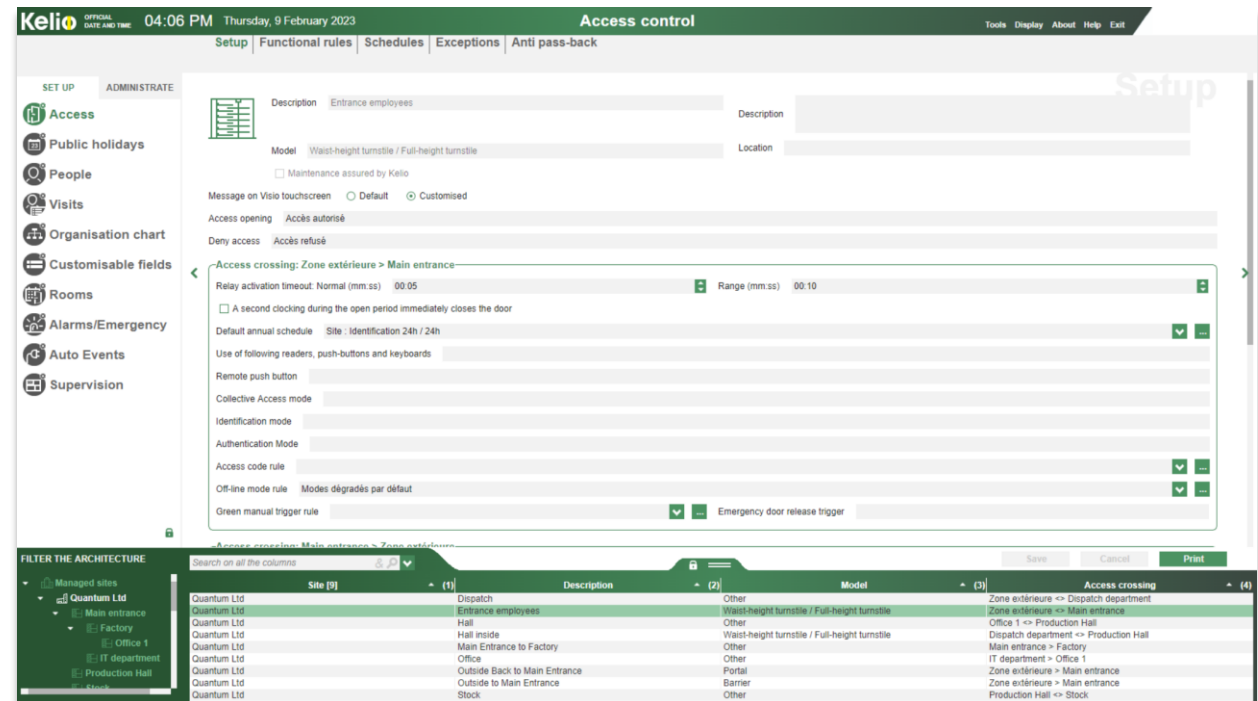 Kelio OFFICIAL DATE AND TIME 04:06 PM Thursday, 9 February 2023 Access control Tools Display About Help Exit
Setup Functional rules Schedules Exceptions Anti pass-back
SET UP ADMINISTRATE
Setup
Access
Public holidays
People
Visits
Organisation chart
Customisable fields
Rooms
Alarms/Emergency
Auto Events
Supervision
Description Entrance employees
Description
Model Waist-height turnstile / Full-height turnstile
Location
Maintenance assured by Kelio
Message on Visio touchscreen Default Customised
Access opening Accès autorisé
Deny access Accès refusé
Access crossing: Zone extérieure > Main entrance
Relay activation timeout: Normal (mm:ss) 00:05 Range (mm:ss) 00:10
A second clocking during the open period immediately closes the door
Default annual schedule Site : Identification 24h / 24h
Use of following readers, push-buttons and keyboards
Remote push button
Collective Access mode
Identification mode
Authentication Mode
Access code rule
Off-line mode rule Modes dégradés par défaut
Green manual trigger rule Emergency door release trigger
Access crossing: Main entrance > Zone extérieure
FILTER THE ARCHITECTURE
Managed sites
Quantum Ltd
Main entrance
Factory
Office 1
IT department
Production Hall
Stock
Search on all the columns
Save Cancel Print
Site [9] (1) Description (2) Model (3) Access crossing (4)
Quantum Ltd Dispatch Other Zone extérieure <> Dispatch department
Quantum Ltd Entrance employees Waist-height turnstile / Full-height turnstile Zone extérieure <> Main entrance
Quantum Ltd Hall Other Office 1 <> Production Hall
Quantum Ltd Hall inside Waist-height turnstile / Full-height turnstile Dispatch department <> Production Hall
Quantum Ltd Main Entrance to Factory Other Main entrance > Factory
Quantum Ltd Office Other IT department > Office 1
Quantum Ltd Outside Back to Main Entrance Portal Zone extérieure > Main entrance
Quantum Ltd Outside to Main Entrance Barrier Zone extérieure > Main entrance
Quantum Ltd Stock Other Production Hall <> Stock